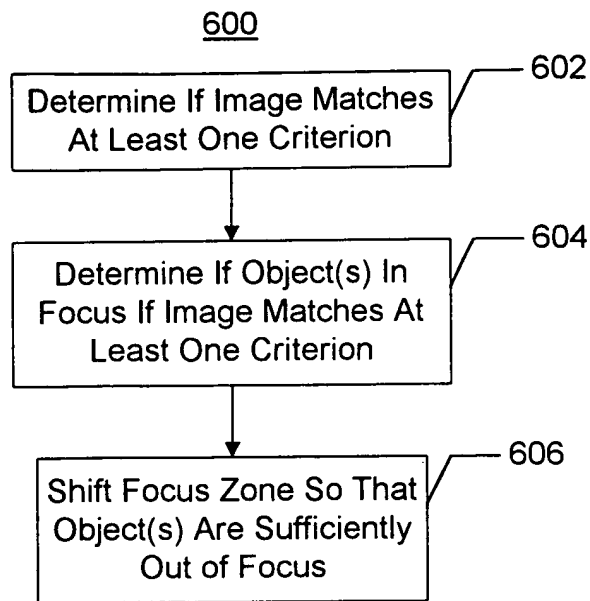 600
602
Determine If Image Matches
At Least One Criterion
604
Determine If Object(s) In
Focus If Image Matches At
Least One Criterion
606
Shift Focus Zone So That
Object(s) Are Sufficiently
Out of Focus